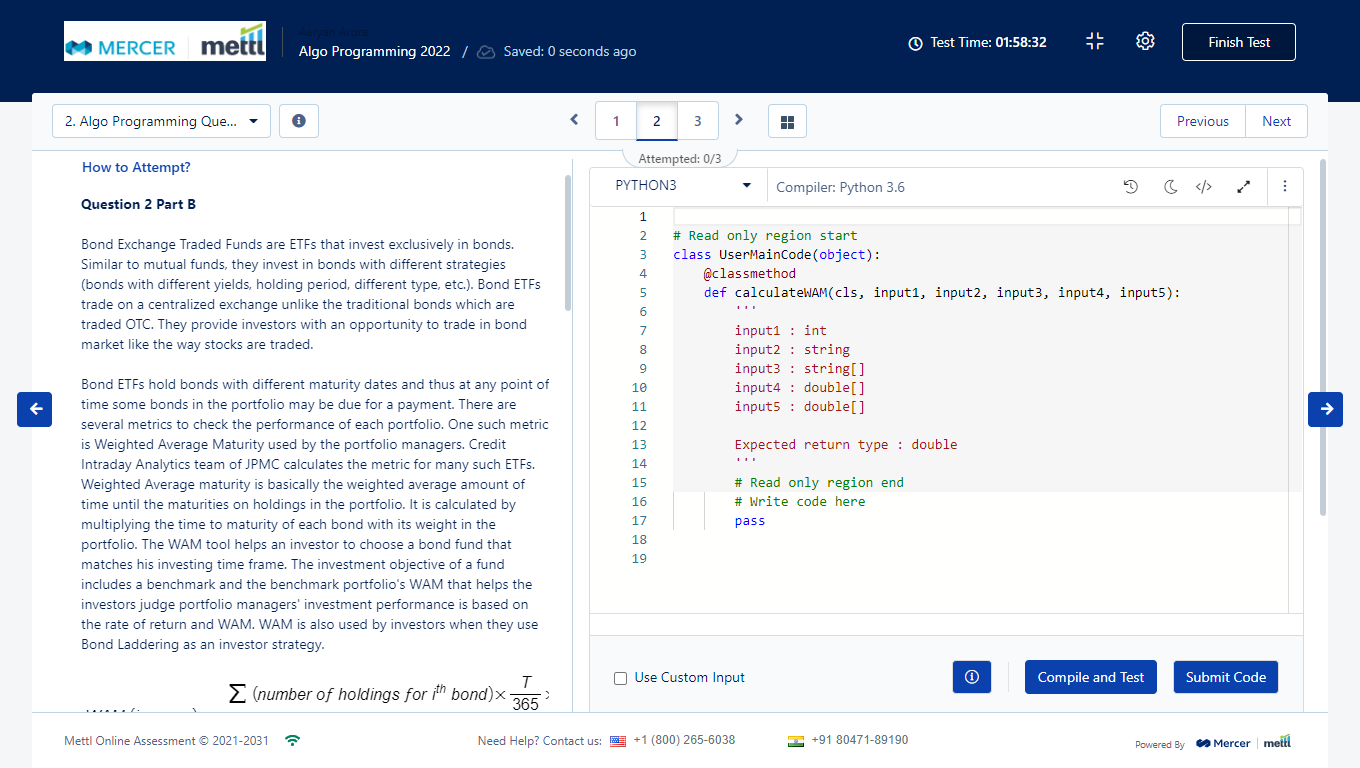 MERCER
mettl
Algo Programming 2022 / Saved: 0 seconds ago
Test Time: 01:58:32
Finish Test
2. Algo Programming Que...
1 2 3
Previous Next
Attempted: 0/3
How to Attempt?
Question 2 Part B
Bond Exchange Traded Funds are ETFs that invest exclusively in bonds.
Similar to mutual funds, they invest in bonds with different strategies
(bonds with different yields, holding period, different type, etc.). Bond ETFs
trade on a centralized exchange unlike the traditional bonds which are
traded OTC. They provide investors with an opportunity to trade in bond
market like the way stocks are traded.
Bond ETFs hold bonds with different maturity dates and thus at any point of
time some bonds in the portfolio may be due for a payment. There are
several metrics to check the performance of each portfolio. One such metric
is Weighted Average Maturity used by the portfolio managers. Credit
Intraday Analytics team of JPMC calculates the metric for many such ETFs.
Weighted Average maturity is basically the weighted average amount of
time until the maturities on holdings in the portfolio. It is calculated by
multiplying the time to maturity of each bond with its weight in the
portfolio. The WAM tool helps an investor to choose a bond fund that
matches his investing time frame. The investment objective of a fund
includes a benchmark and the benchmark portfolio's WAM that helps the
investors judge portfolio managers' investment performance is based on
the rate of return and WAM. WAM is also used by investors when they use
Bond Laddering as an investor strategy.
∑ (number of holdings for i^th bond) × T/365
PYTHON3
Compiler: Python 3.6
1
2 # Read only region start
3 class UserMainCode(object):
4     @classmethod
5     def calculateWAM(cls, input1, input2, input3, input4, input5):
6         '''
7         input1 : int
8         input2 : string
9         input3 : string[]
10         input4 : double[]
11         input5 : double[]
12
13         Expected return type : double
14         '''
15         # Read only region end
16         # Write code here
17         pass
18
19
Use Custom Input
Compile and Test
Submit Code
Mettl Online Assessment © 2021-2031
Need Help? Contact us: +1 (800) 265-6038
+91 80471-89190
Powered By Mercer mettl